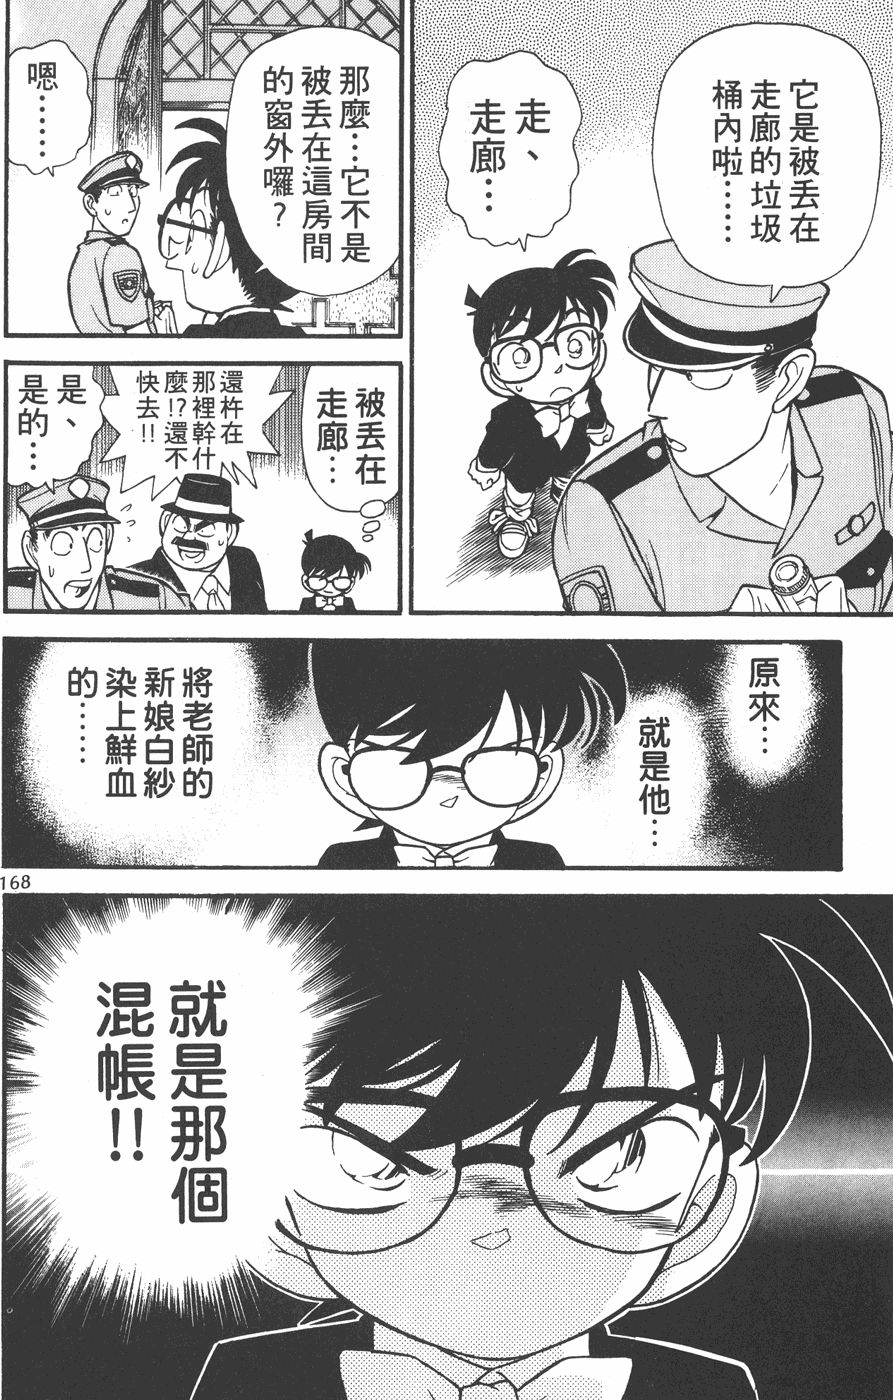 它是被丟在
走廊的垃圾
桶內啦……
走、
走廊…
那麼…它不是
被丟在這房間
的窗外囉？
嗯……
被丟在
走廊…
還杵在
那裡幹什
麼!?還不
快去!!
是、
是的…
原來…
就是他…
將老師的
新娘白紗
染上鮮血
的……
168
就是那個
混帳!!